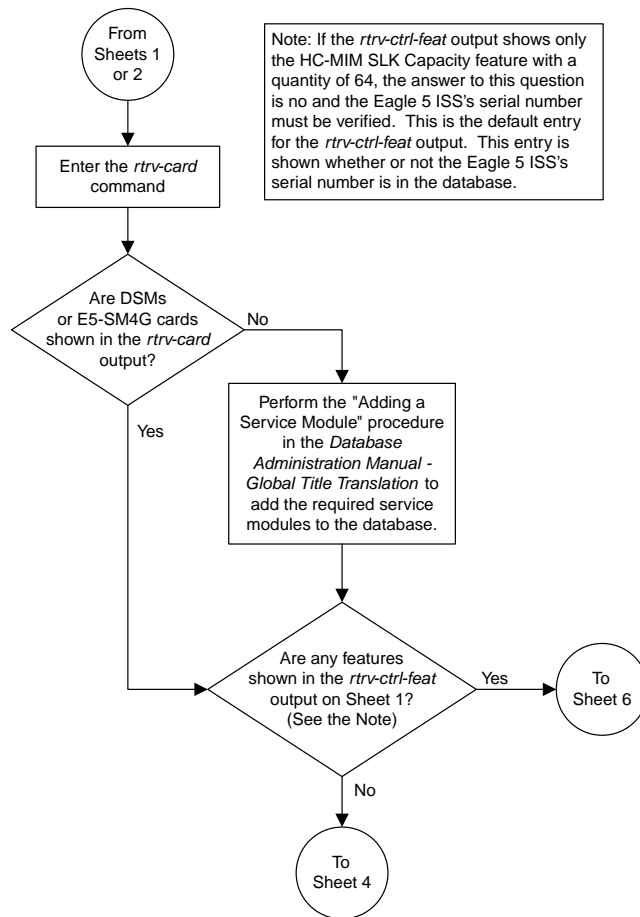 From
Sheets 1
or 2
Note: If the rtrv-ctrl-feat output shows only
the HC-MIM SLK Capacity feature with a
quantity of 64, the answer to this question
is no and the Eagle 5 ISS's serial number
must be verified. This is the default entry
for the rtrv-ctrl-feat output. This entry is
shown whether or not the Eagle 5 ISS's
serial number is in the database.
Enter the rtrv-card
command
Are DSMs
or E5-SM4G cards
shown in the rtrv-card
output?
No
Yes
Perform the "Adding a
Service Module" procedure
in the Database
Administration Manual -
Global Title Translation to
add the required service
modules to the database.
Are any features
shown in the rtrv-ctrl-feat
output on Sheet 1?
(See the Note)
Yes
To
Sheet 6
No
To
Sheet 4